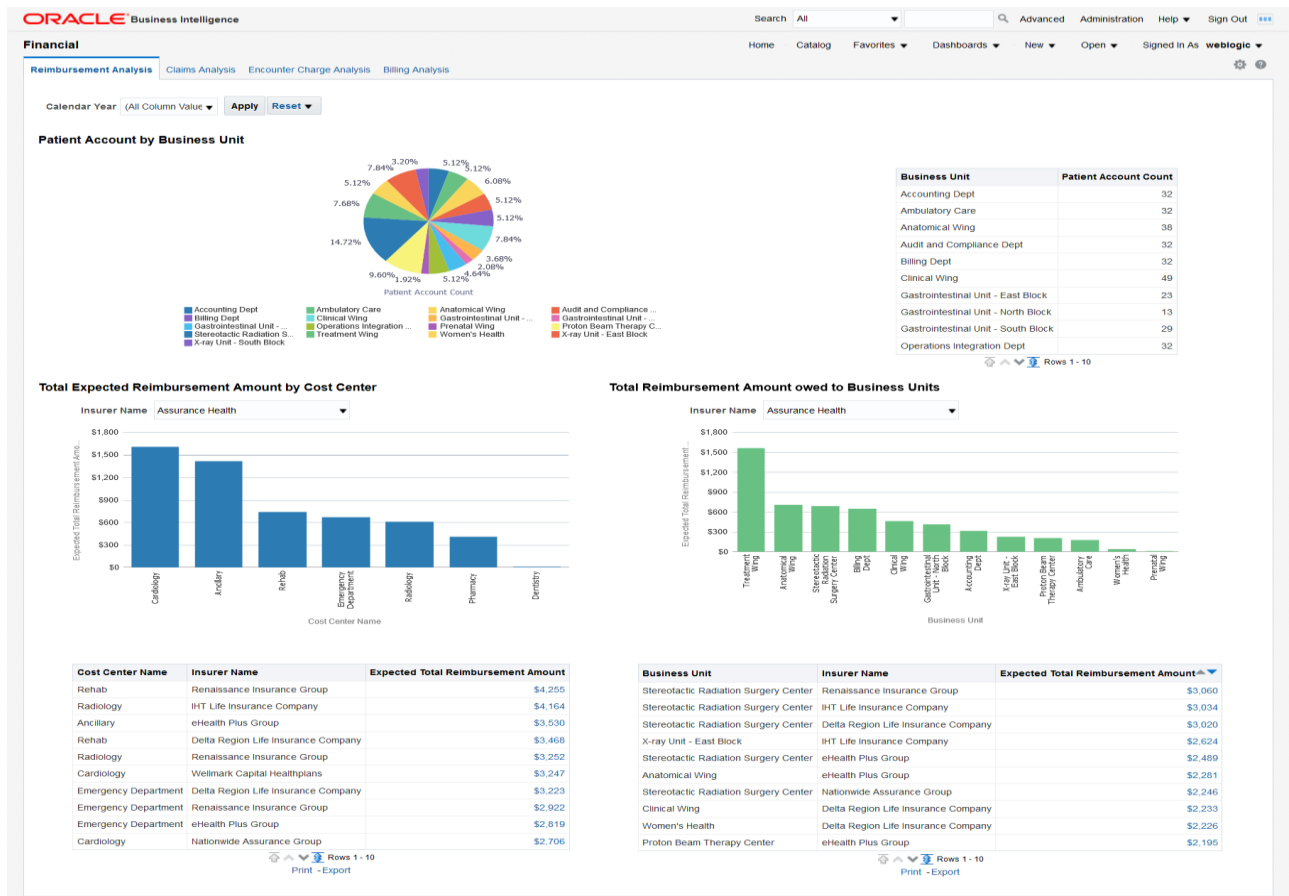 ORACLE Business Intelligence
Search All Advanced Administration Help Sign Out
Financial
Home Catalog Favorites Dashboards New Open Signed In As weblogic
Reimbursement Analysis Claims Analysis Encounter Charge Analysis Billing Analysis
Calendar Year (All Column Value Apply Reset
Patient Account by Business Unit
3.20%
5.12%
5.12%
6.08%
5.12%
5.12%
7.84%
3.68%
2.08%
4.64%
5.12%
1.92%
9.60%
14.72%
7.68%
5.12%
7.84%
Patient Account Count
Accounting Dept Ambulatory Care Anatomical Wing Audit and Compliance ...
Billing Dept Clinical Wing Gastrointestinal Unit - ... Gastrointestinal Unit - ...
Gastrointestinal Unit - ... Operations Integration ... Prenatal Wing Proton Beam Therapy C...
Stereotactic Radiation S... Treatment Wing Women's Health X-ray Unit - East Block
X-ray Unit - South Block
Business Unit Patient Account Count
Accounting Dept 32
Ambulatory Care 32
Anatomical Wing 38
Audit and Compliance Dept 32
Billing Dept 32
Clinical Wing 49
Gastrointestinal Unit - East Block 23
Gastrointestinal Unit - North Block 13
Gastrointestinal Unit - South Block 29
Operations Integration Dept 32
Rows 1 - 10
Total Expected Reimbursement Amount by Cost Center
Insurer Name Assurance Health
Expected Total Reimbursement Amo...
$1,800
$1,500
$1,200
$900
$600
$300
$0
Cardiology
Ancillary
Rehab
Emergency
Department
Radiology
Pharmacy
Dentistry
Cost Center Name
Total Reimbursement Amount owed to Business Units
Insurer Name Assurance Health
Expected Total Reimbursement ...
$1,800
$1,500
$1,200
$900
$600
$300
$0
Treatment
Wing
Anatomical
Wing
Stereotactic
Radiation
Surgery Center
Billing
Dept
Clinical
Wing
Gastrointestinal
Unit - North
Block
Accounting
Dept
X-ray Unit -
East Block
Proton Beam
Therapy Center
Ambulatory
Care
Women's
Health
Prenatal
Wing
Business Unit
Cost Center Name Insurer Name Expected Total Reimbursement Amount
Rehab Renaissance Insurance Group $4,255
Radiology IHT Life Insurance Company $4,164
Ancillary eHealth Plus Group $3,530
Rehab Delta Region Life Insurance Company $3,468
Radiology Renaissance Insurance Group $3,252
Cardiology Wellmark Capital Healthplans $3,247
Emergency Department Delta Region Life Insurance Company $3,223
Emergency Department Renaissance Insurance Group $2,922
Emergency Department eHealth Plus Group $2,819
Cardiology Nationwide Assurance Group $2,706
Rows 1 - 10
Print - Export
Business Unit Insurer Name Expected Total Reimbursement Amount
Stereotactic Radiation Surgery Center Renaissance Insurance Group $3,060
Stereotactic Radiation Surgery Center IHT Life Insurance Company $3,034
Stereotactic Radiation Surgery Center Delta Region Life Insurance Company $3,020
X-ray Unit - East Block IHT Life Insurance Company $2,624
Stereotactic Radiation Surgery Center eHealth Plus Group $2,489
Anatomical Wing eHealth Plus Group $2,281
Stereotactic Radiation Surgery Center Nationwide Assurance Group $2,246
Clinical Wing Delta Region Life Insurance Company $2,233
Women's Health Delta Region Life Insurance Company $2,226
Proton Beam Therapy Center eHealth Plus Group $2,195
Rows 1 - 10
Print - Export